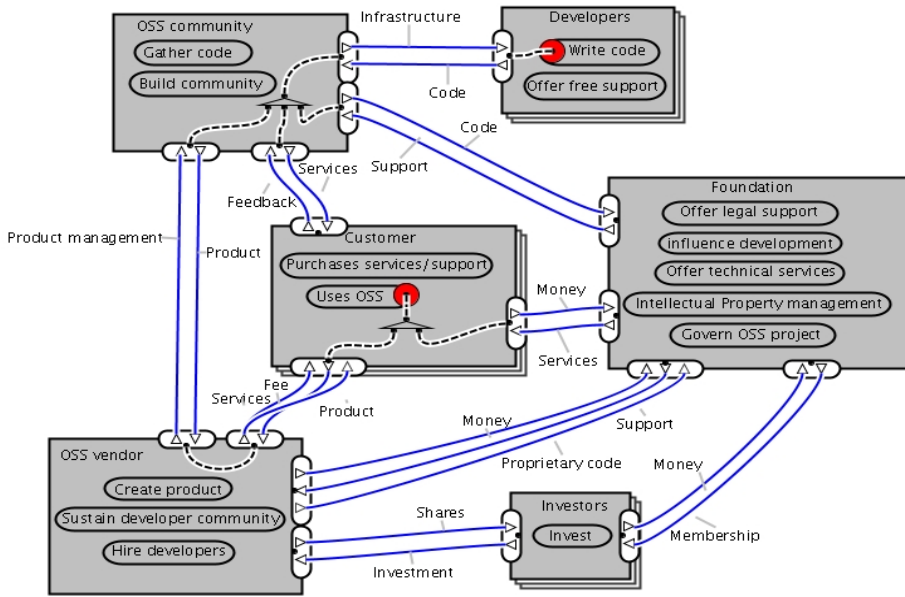 OSS community
Gather code
Build community
Infrastructure
Code
Developers
Write code
Offer free support
Code
Support
Services
Feedback
Product management
Product
Foundation
Offer legal support
influence development
Offer technical services
Intellectual Property management
Govern OSS project
Customer
Purchases services/support
Uses OSS
Money
Services
Fee
Services
Product
Money
Support
Proprietary code
OSS vendor
Create product
Sustain developer community
Hire developers
Shares
Investment
Investors
Invest
Money
Membership